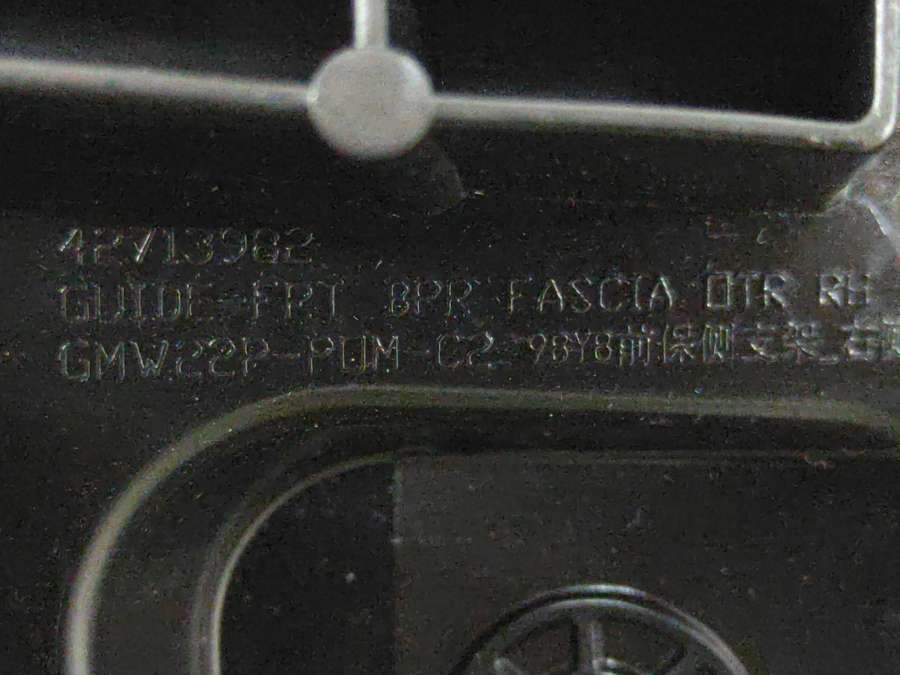 42713982
GUIDE-FRT BPR FASCIA OTR RH
GMW22P-POM-C2 98Y8前保侧支架_右